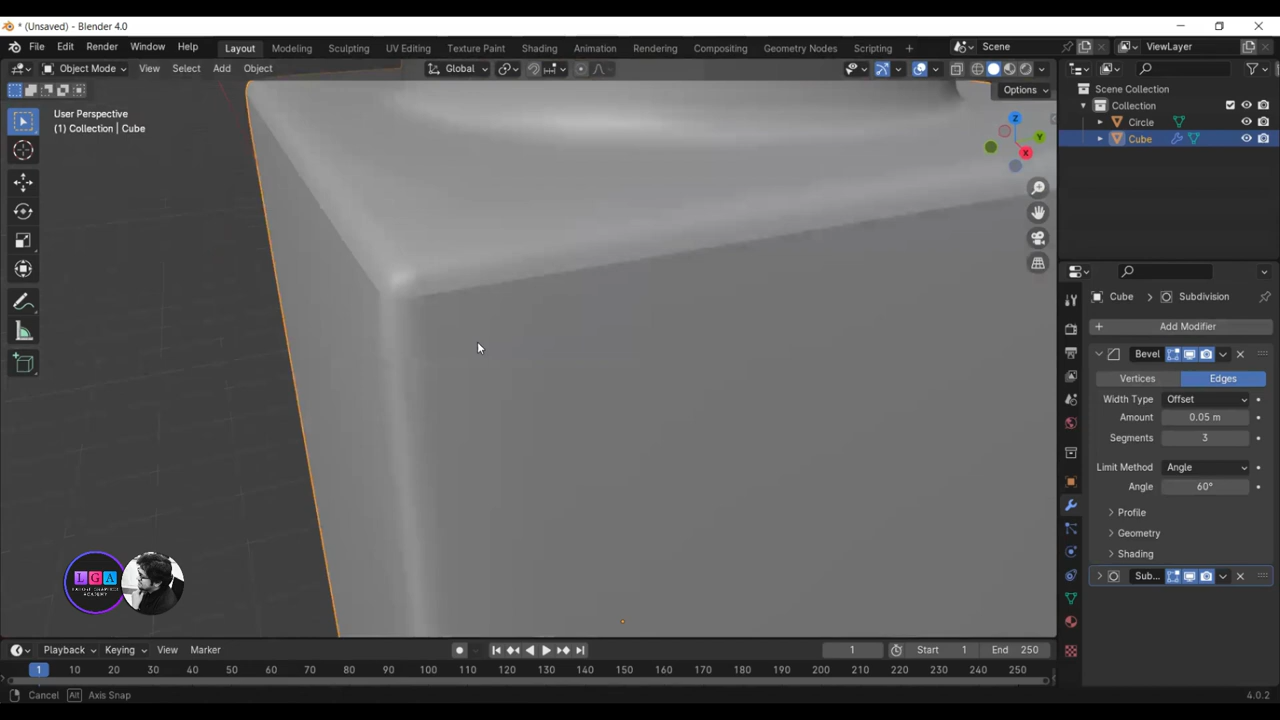 * (Unsaved) - Blender 4.0
File Edit Render Window Help Layout Modeling Sculpting UV Editing Texture Paint Shading Animation Rendering Compositing Geometry Nodes Scripting + Scene ViewLayer
Object Mode View Select Add Object Global
Options
User Perspective
(1) Collection | Cube
Z
Y
X
Scene Collection
Collection
Circle
Cube
Cube > Subdivision
+ Add Modifier
Bevel
Vertices Edges
Width Type Offset
Amount 0.05 m
Segments 3
Limit Method Angle
Angle 60°
Profile
Geometry
Shading
Sub...
LGA
Playback Keying View Marker 1 Start 1 End 250
1 10 20 30 40 50 60 70 80 90 100 110 120 130 140 150 160 170 180 190 200 210 220 230 240 250
Cancel Alt Axis Snap 4.0.2